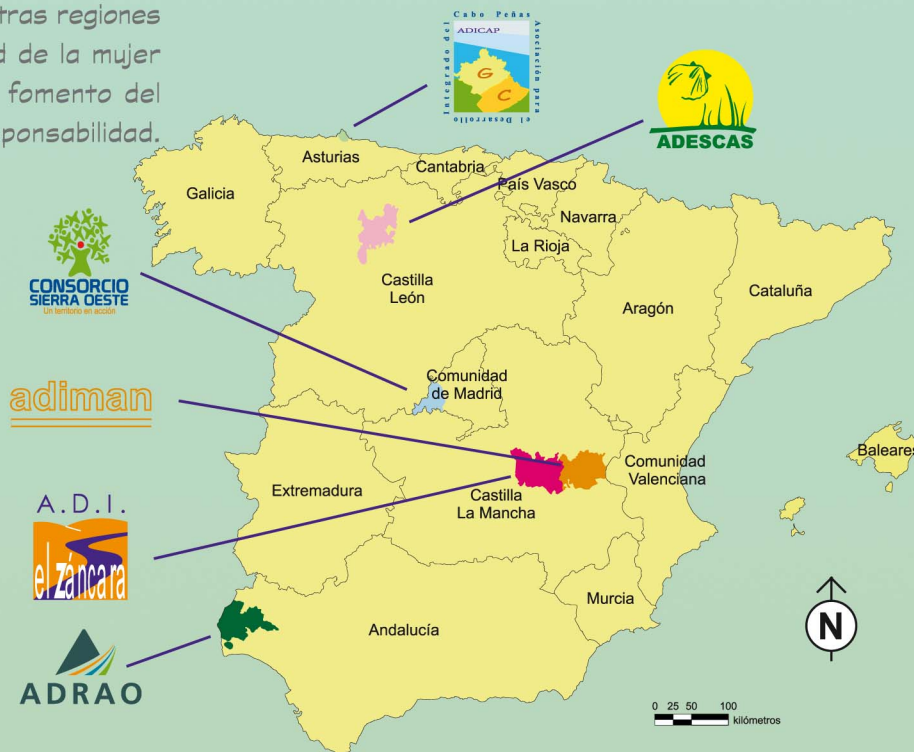 tras regiones
d de la mujer
fomento del
ponsabilidad.
Asociación para
el Desarrollo
Integrado del
Cabo Peñas
ADICAP
G
C
ADESCAS
Asturias
Cantabria
País Vasco
Galicia
Navarra
La Rioja
CONSORCIO
SIERRA OESTE
Un territorio en acción
Castilla
León
Aragón
Cataluña
Comunidad
de Madrid
adiman
Comunidad
Valenciana
Baleares
Extremadura
Castilla
La Mancha
A.D.I.
el záncara
Murcia
Andalucía
N
ADRAO
0 25 50 100
kilómetros